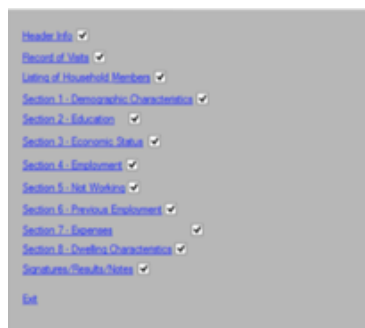 Header Info
Record of Visits
Listing of Household Members
Section 1 - Demographic Characteristics
Section 2 - Education
Section 3 - Economic Status
Section 4 - Employment
Section 5 - Not Working
Section 6 - Previous Employment
Section 7 - Expenses
Section 8 - Dwelling Characteristics
Signatures/Results/Notes
Exit